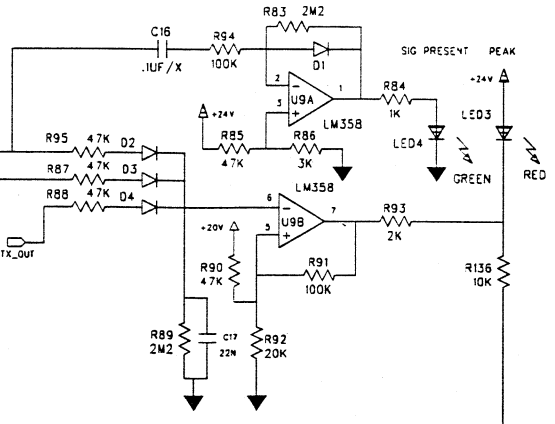 R83 2M2
C16
R94
.1UF/X
100K
D1
SIG PRESENT PEAK
2
1
U9A
3
+24V
R84
+24V
1K
LED3
LM358
R95 47K D2
R85
R86
LED4
47K
3K
R87 47K D3
GREEN
RED
R88 47K D4
LM358
6
7
U9B
R93
+20V
5
2K
TX_OUT
R90
R91
47K
100K
R136
10K
R89
2M2
C17
22N
R92
20K